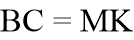 BC = MK